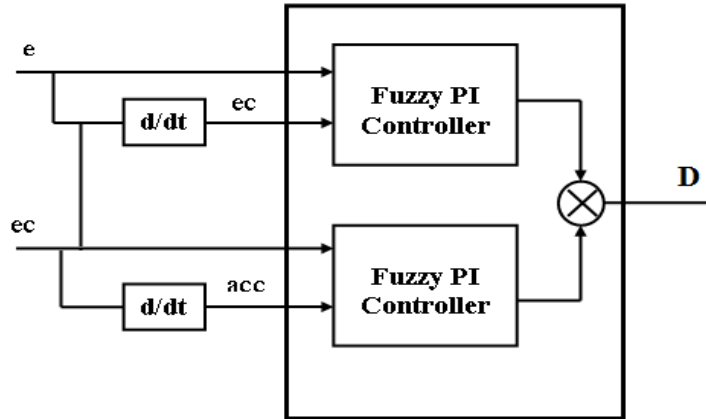 e
Fuzzy PI
Controller
d/dt
ec
D
ec
Fuzzy PI
Controller
d/dt
acc